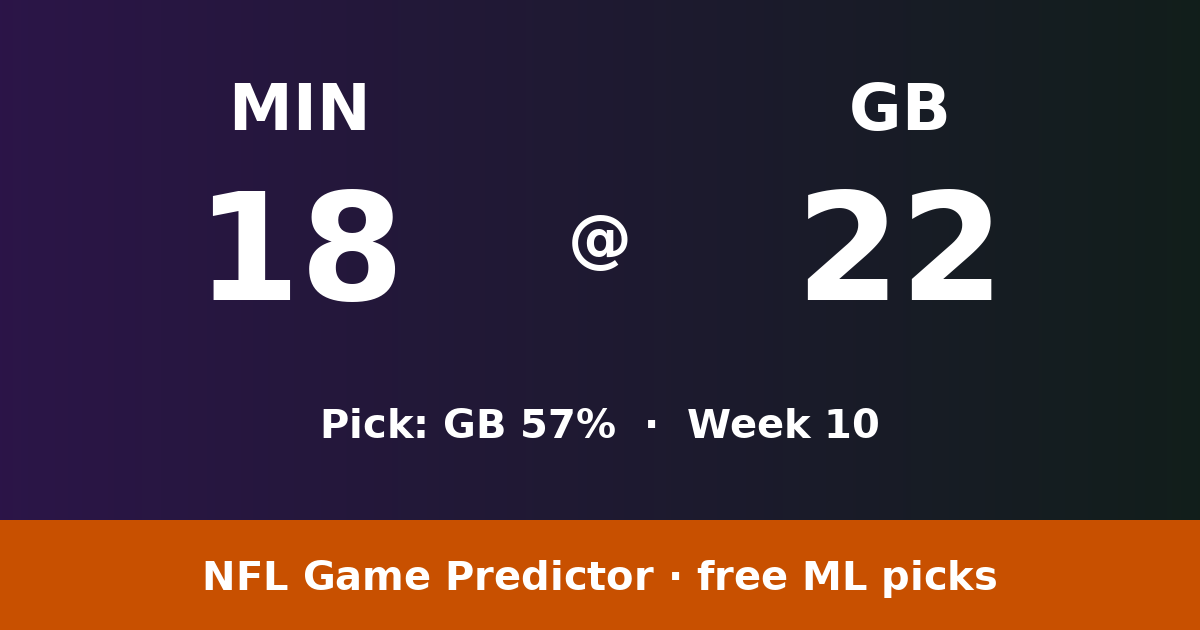 MIN
GB
18 @ 22
Pick: GB 57% · Week 10
NFL Game Predictor · free ML picks